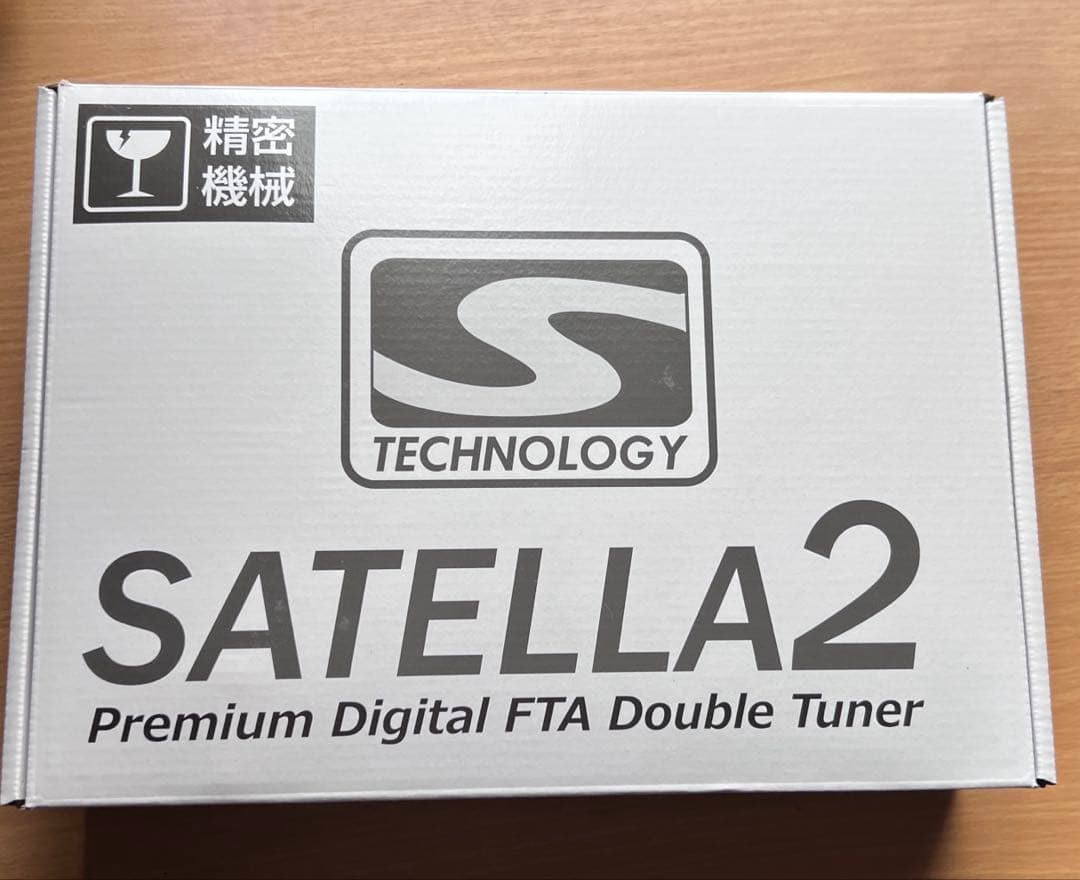 精密
機械
TECHNOLOGY
SATELLA2
Premium Digital FTA Double Tuner